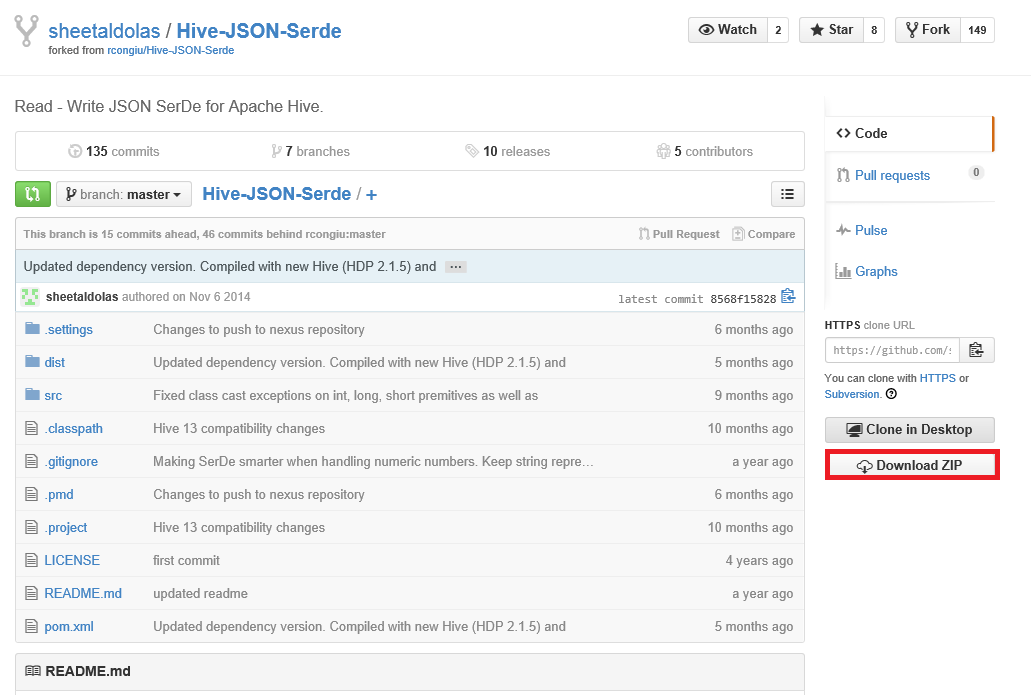 sheetaldolas / Hive-JSON-Serde
forked from rcongiu/Hive-JSON-Serde
Watch 2 Star 8 Fork 149
Read - Write JSON SerDe for Apache Hive.
135 commits 7 branches 10 releases 5 contributors
branch: master Hive-JSON-Serde / +
This branch is 15 commits ahead, 46 commits behind rcongiu:master Pull Request Compare
Updated dependency version. Compiled with new Hive (HDP 2.1.5) and ...
sheetaldolas authored on Nov 6 2014 latest commit 8568f15828
.settings Changes to push to nexus repository 6 months ago
dist Updated dependency version. Compiled with new Hive (HDP 2.1.5) and 5 months ago
src Fixed class cast exceptions on int, long, short premitives as well as 9 months ago
.classpath Hive 13 compatibility changes 10 months ago
.gitignore Making SerDe smarter when handling numeric numbers. Keep string repre… a year ago
.pmd Changes to push to nexus repository 6 months ago
.project Hive 13 compatibility changes 10 months ago
LICENSE first commit 4 years ago
README.md updated readme a year ago
pom.xml Updated dependency version. Compiled with new Hive (HDP 2.1.5) and 5 months ago
README.md
Code
Pull requests 0
Pulse
Graphs
HTTPS clone URL
https://github.com/s
You can clone with HTTPS or
Subversion.
Clone in Desktop
Download ZIP